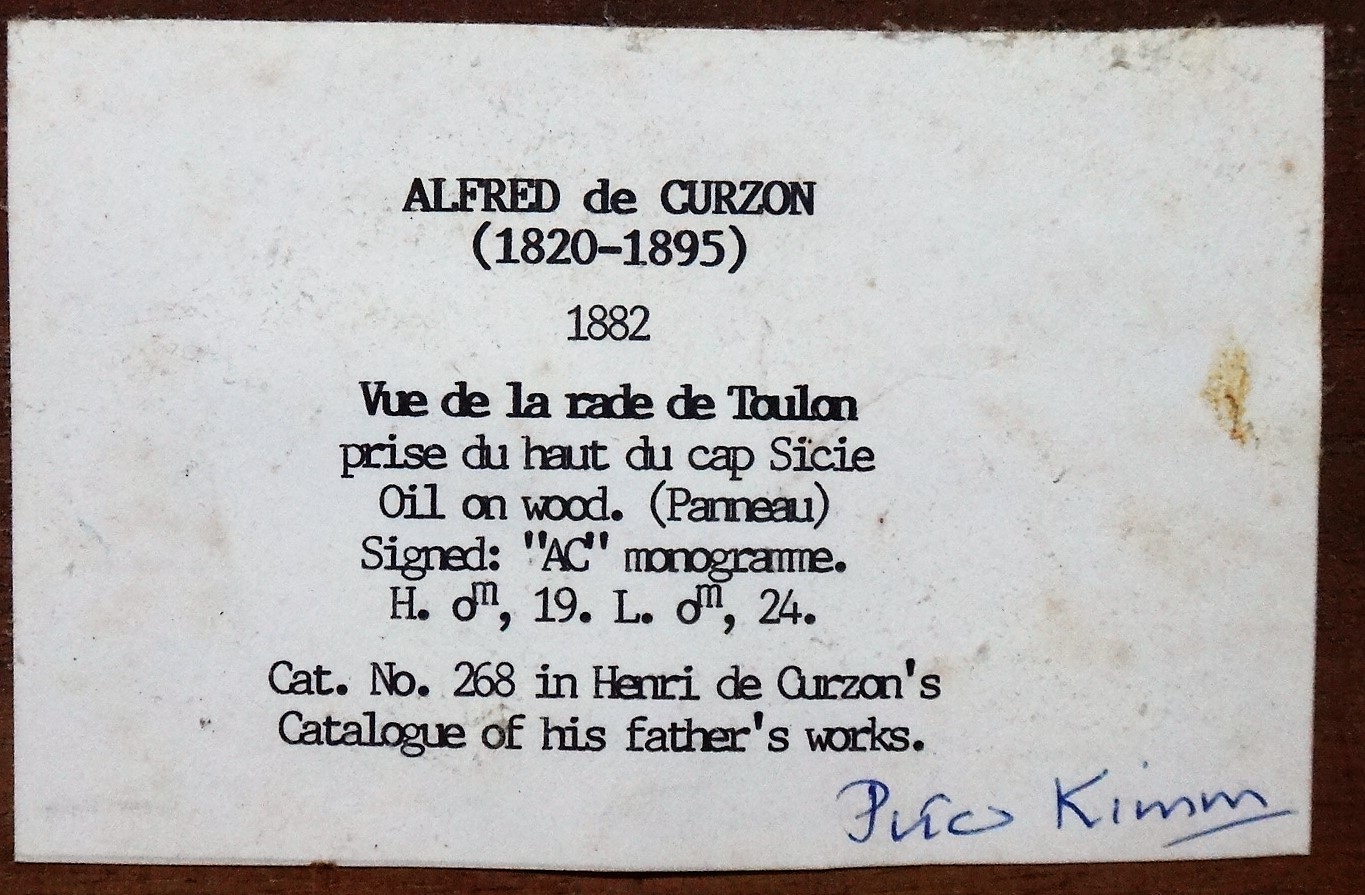 ALFRED de CURZON
(1820-1895)
1882
Vue de la rade de Toulon
prise du haut du cap Sicie
Oil on wood. (Panneau)
Signed: "AC" monogramme.
H. oᵐ, 19. L. oᵐ, 24.
Cat. No. 268 in Henri de Curzon's
Catalogue of his father's works.
Kimm